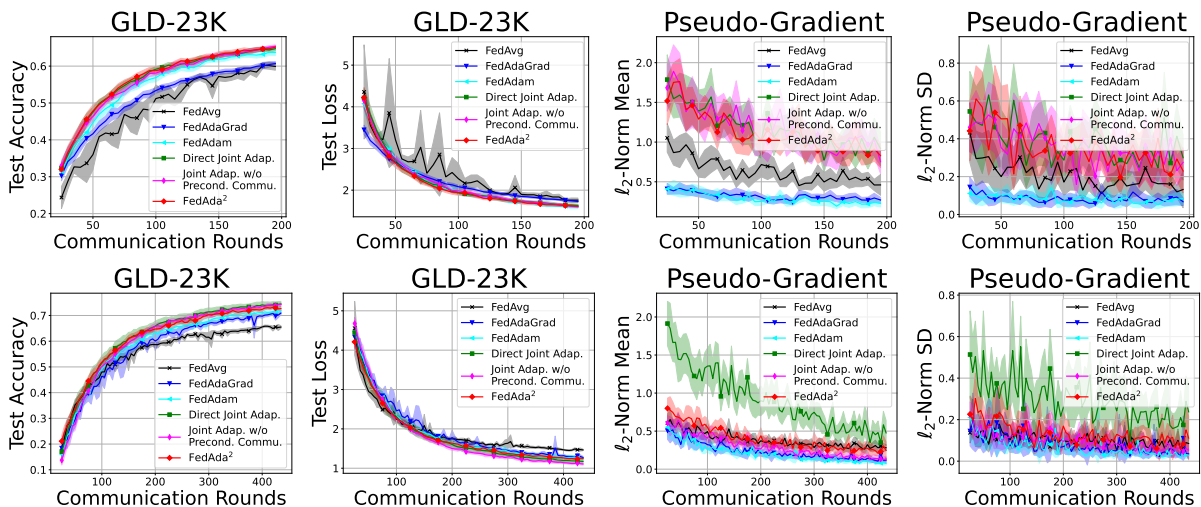 GLD-23K
Test Accuracy
0.6
0.5
0.4
0.3
0.2
FedAvg
FedAdaGrad
FedAdam
Direct Joint Adap.
Joint Adap. w/o
Precond. Commu.
FedAda²
50
100
150
200
Communication Rounds
GLD-23K
Test Loss
5
4
3
2
FedAvg
FedAdaGrad
FedAdam
Direct Joint Adap.
Joint Adap. w/o
Precond. Commu.
FedAda²
50
100
150
200
Communication Rounds
Pseudo-Gradient
ℓ₂-Norm Mean
2.0
1.5
1.0
0.5
FedAvg
FedAdaGrad
FedAdam
Direct Joint Adap.
Joint Adap. w/o
Precond. Commu.
FedAda²
50
100
150
200
Communication Rounds
Pseudo-Gradient
ℓ₂-Norm SD
0.8
0.6
0.4
0.2
0.0
FedAvg
FedAdaGrad
FedAdam
Direct Joint Adap.
Joint Adap. w/o
Precond. Commu.
FedAda²
50
100
150
200
Communication Rounds
GLD-23K
Test Accuracy
0.7
0.6
0.5
0.4
0.3
0.2
0.1
FedAvg
FedAdaGrad
FedAdam
Direct Joint Adap.
Joint Adap. w/o
Precond. Commu.
FedAda²
100
200
300
400
Communication Rounds
GLD-23K
Test Loss
5
4
3
2
1
FedAvg
FedAdaGrad
FedAdam
Direct Joint Adap.
Joint Adap. w/o
Precond. Commu.
FedAda²
100
200
300
400
Communication Rounds
Pseudo-Gradient
ℓ₂-Norm Mean
2.0
1.5
1.0
0.5
0.0
FedAvg
FedAdaGrad
FedAdam
Direct Joint Adap.
Joint Adap. w/o
Precond. Commu.
FedAda²
100
200
300
400
Communication Rounds
Pseudo-Gradient
ℓ₂-Norm SD
0.8
0.6
0.4
0.2
0.0
FedAvg
FedAdaGrad
FedAdam
Direct Joint Adap.
Joint Adap. w/o
Precond. Commu.
FedAda²
100
200
300
400
Communication Rounds